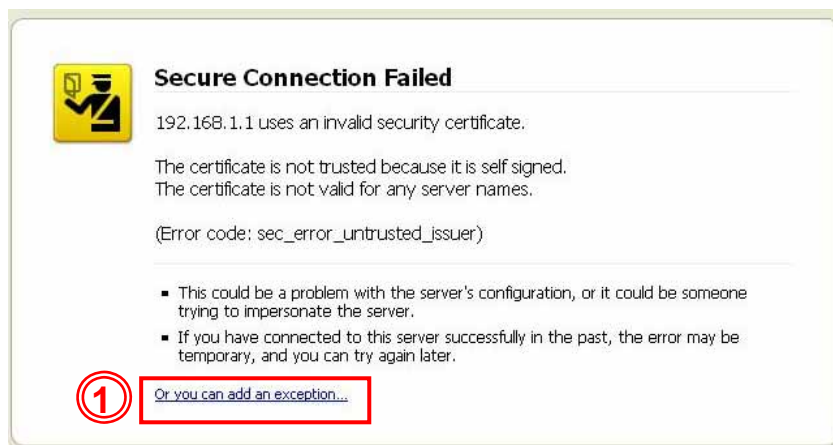 Secure Connection Failed
192.168.1.1 uses an invalid security certificate.
The certificate is not trusted because it is self signed.
The certificate is not valid for any server names.
(Error code: sec_error_untrusted_issuer)
▪ This could be a problem with the server's configuration, or it could be someone
trying to impersonate the server.
▪ If you have connected to this server successfully in the past, the error may be
temporary, and you can try again later.
1 Or you can add an exception...